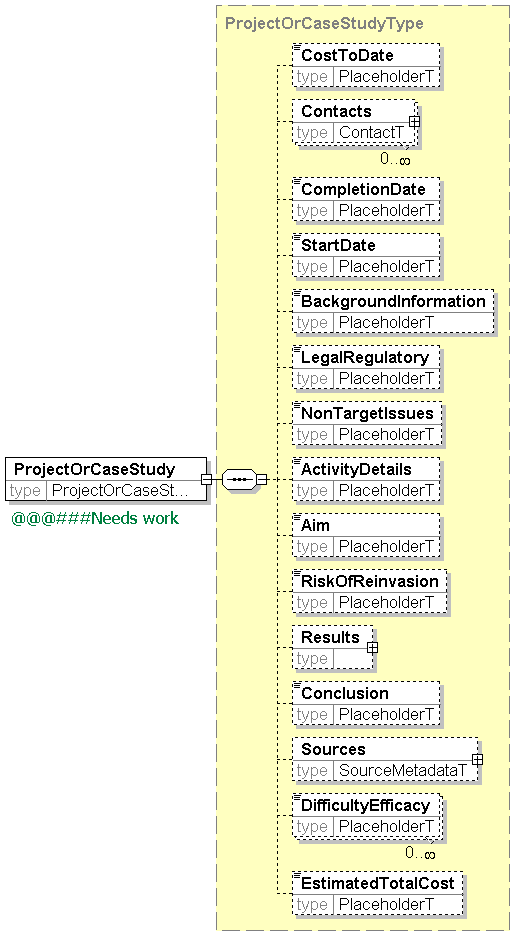 ProjectOrCaseStudyType
CostToDate
type PlaceholderT
Contacts
type ContactT
0..∞
CompletionDate
type PlaceholderT
StartDate
type PlaceholderT
BackgroundInformation
type PlaceholderT
LegalRegulatory
type PlaceholderT
NonTargetIssues
type PlaceholderT
ProjectOrCaseStudy
type ProjectOrCaseSt...
@@@###Needs work
ActivityDetails
type PlaceholderT
Aim
type PlaceholderT
RiskOfReinvasion
type PlaceholderT
Results
type
Conclusion
type PlaceholderT
Sources
type SourceMetadataT
DifficultyEfficacy
type PlaceholderT
0..∞
EstimatedTotalCost
type PlaceholderT